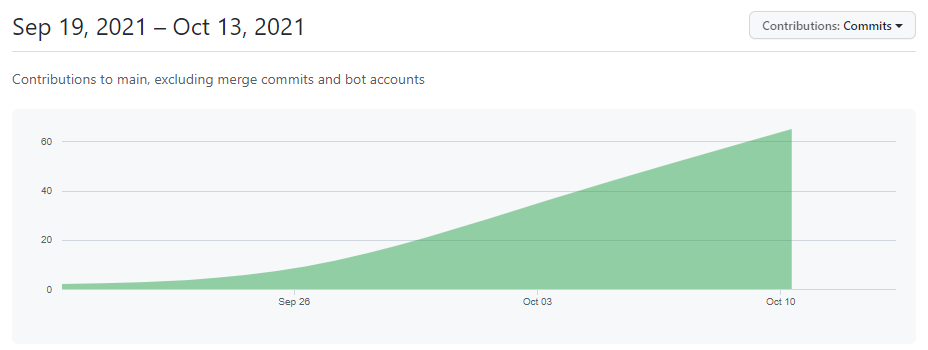 Sep 19, 2021 – Oct 13, 2021
Contributions: Commits
Contributions to main, excluding merge commits and bot accounts
60
40
20
0
Sep 26
Oct 03
Oct 10